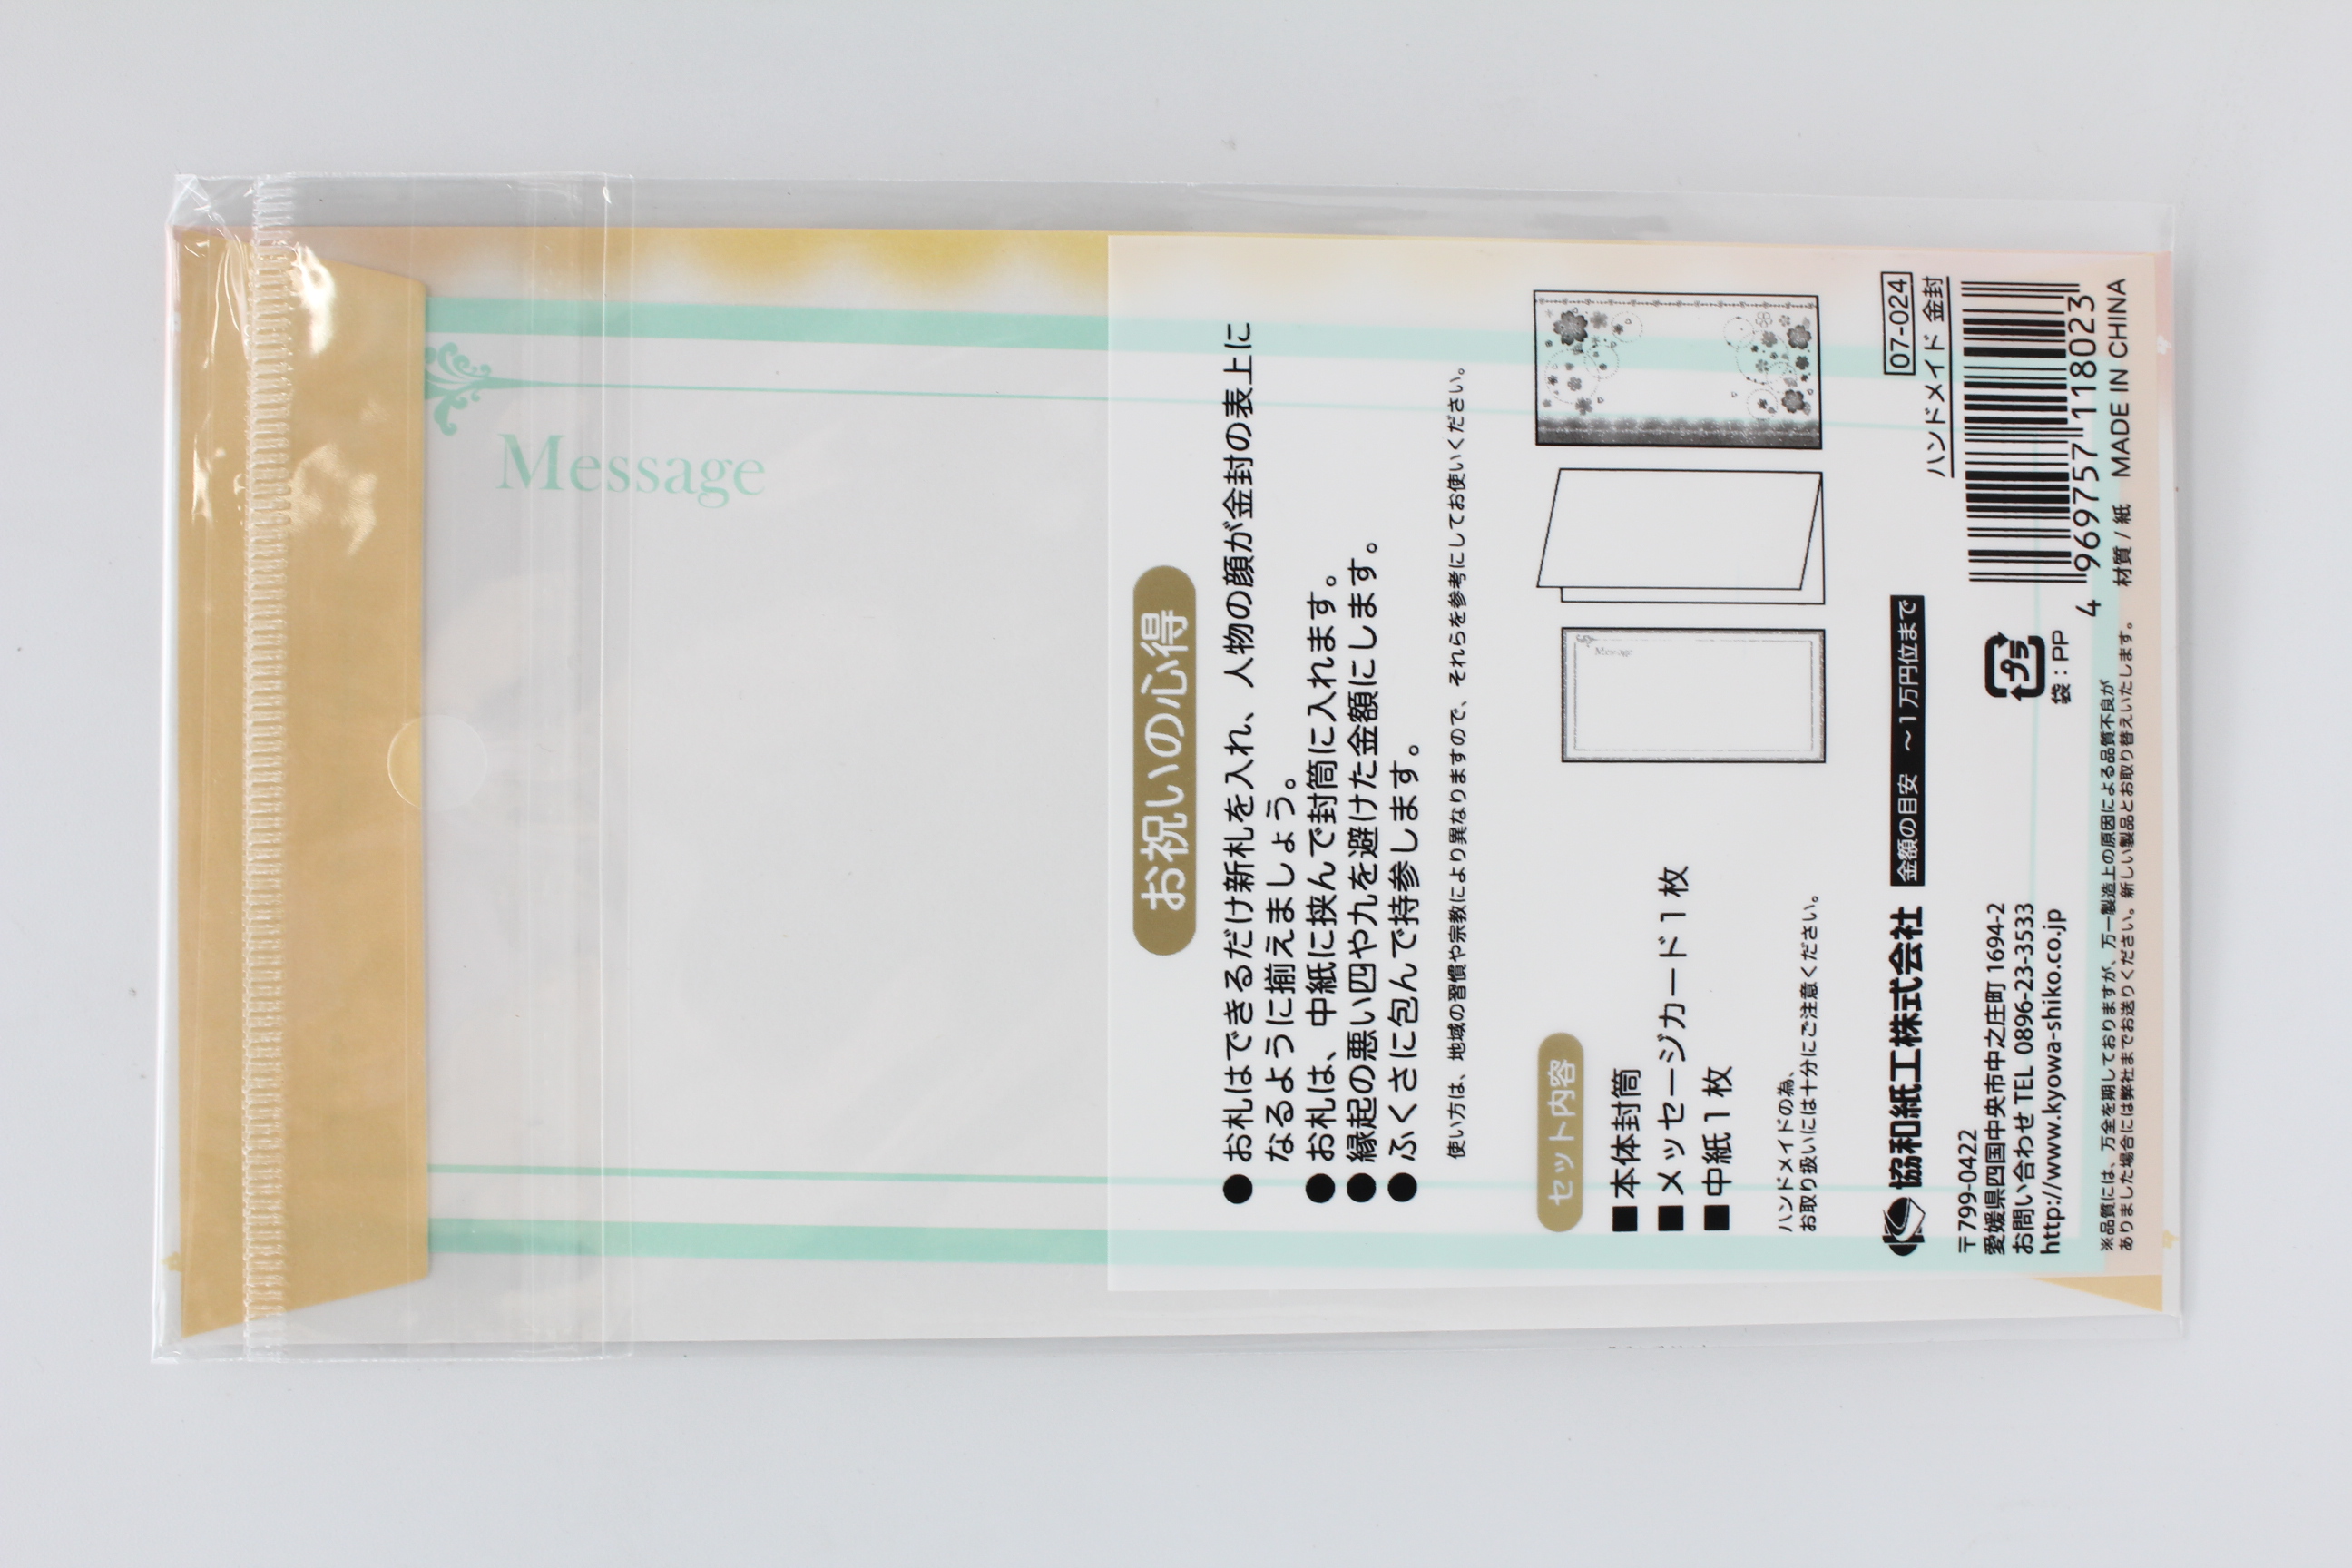 Message
お祝いの心得
●お札はできるだけ新札を入れ、人物の顔が金封の表上に
なるように揃えましょう。
●お札は、中紙に挟んで封筒に入れます。
●縁起の悪い四や九を避けた金額にします。
●ふくさに包んで持参します。
使い方は、地域の習慣や宗教により異なりますので、それらを参考にしてお使いください。
セット内容
■本体封筒
■メッセージカード1枚
■中紙1枚
ハンドメイドの為、
お取り扱いには十分にご注意ください。
Message
協和紙工株式会社
金額の目安 ～1万円位まで
〒799-0422
愛媛県四国中央市中之庄町1694-2
お問い合わせ TEL 0896-23-3533
http://www.kyowa-shiko.co.jp
※品質には、万全を期しておりますが、万一製造上の原因による品質不良が
ありました場合には弊社までお送りください。新しい製品とお取り替えいたします。
プラ
袋：PP
07-024
ハンドメイド 金封
4 969757 118023
材質 / 紙 MADE IN CHINA